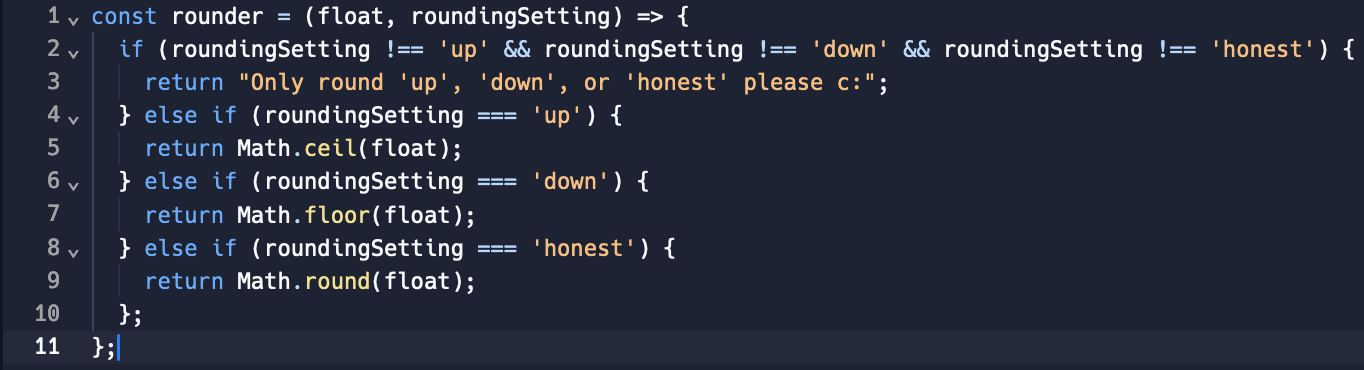 1 const rounder = (float, roundingSetting) => {
2 if (roundingSetting !== 'up' && roundingSetting !== 'down' && roundingSetting !== 'honest') {
3 return "Only round 'up', 'down', or 'honest' please c:";
4 } else if (roundingSetting === 'up') {
5 return Math.ceil(float);
6 } else if (roundingSetting === 'down') {
7 return Math.floor(float);
8 } else if (roundingSetting === 'honest') {
9 return Math.round(float);
10 };
11 };